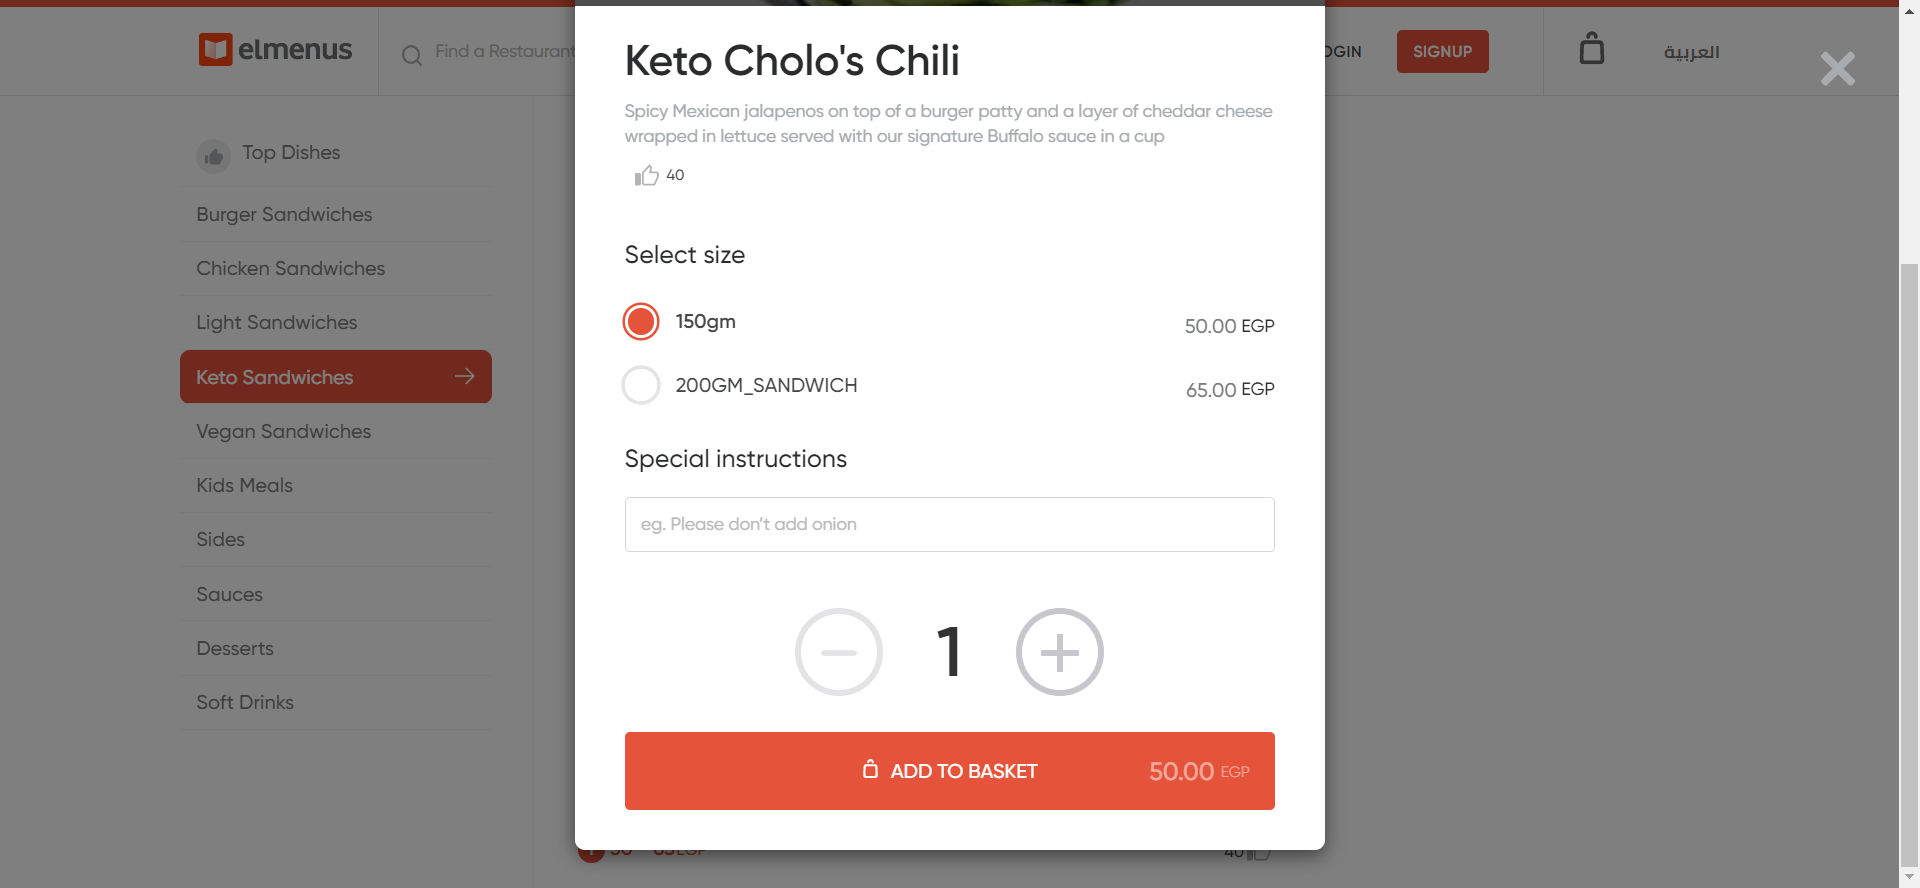 elmenus
Find a Restaurant
OGIN
SIGNUP
العربية
Top Dishes
Burger Sandwiches
Chicken Sandwiches
Light Sandwiches
Keto Sandwiches
Vegan Sandwiches
Kids Meals
Sides
Sauces
Desserts
Soft Drinks
Keto Cholo's Chili
Spicy Mexican jalapenos on top of a burger patty and a layer of cheddar cheese
wrapped in lettuce served with our signature Buffalo sauce in a cup
40
Select size
150gm 50.00 EGP
200GM_SANDWICH 65.00 EGP
Special instructions
eg. Please don’t add onion
1
ADD TO BASKET 50.00 EGP
40